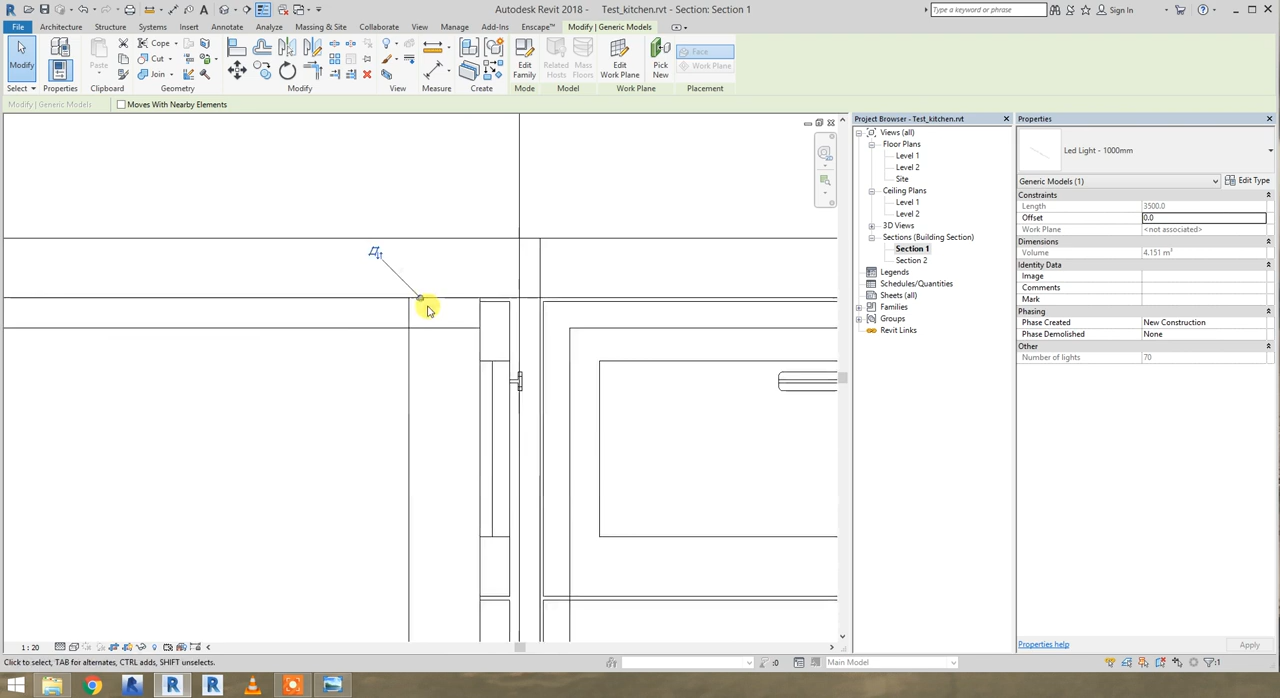 Autodesk Revit 2018 - Test_kitchen.rvt - Section: Section 1
Type a keyword or phrase
Sign In
File Architecture Structure Systems Insert Annotate Analyze Massing & Site Collaborate View Manage Add-Ins Enscape™ Modify | Generic Models
Modify
Select
Properties
Paste
Clipboard
Cope
Cut
Join
Geometry
Modify
View
Measure
Create
Edit
Family
Mode
Related
Hosts
Mass
Floors
Model
Edit
Work Plane
Work Plane
Pick
New
Face
Work Plane
Placement
Modify | Generic Models
Moves With Nearby Elements
Project Browser - Test_kitchen.rvt
Views (all)
Floor Plans
Level 1
Level 2
Site
Ceiling Plans
Level 1
Level 2
3D Views
Sections (Building Section)
Section 1
Section 2
Legends
Schedules/Quantities
Sheets (all)
Families
Groups
Revit Links
Properties
Led Light - 1000mm
Generic Models (1)
Edit Type
Constraints
Length 3500.0
Offset 0.0
Work Plane <not associated>
Dimensions
Volume 4.151 m³
Identity Data
Image
Comments
Mark
Phasing
Phase Created New Construction
Phase Demolished None
Other
Number of lights 70
Properties help
Apply
1 : 20
Click to select, TAB for alternates, CTRL adds, SHIFT unselects.
:0
Main Model
:1